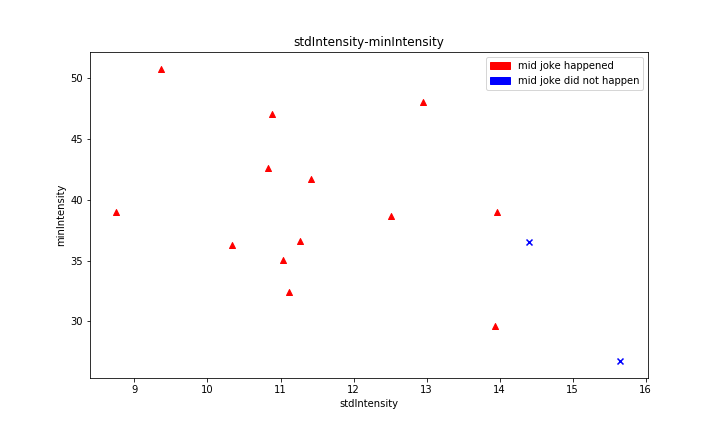 stdIntensity-minIntensity
mid joke happened
mid joke did not happen
50
45
40
35
30
minIntensity
9 10 11 12 13 14 15 16
stdIntensity